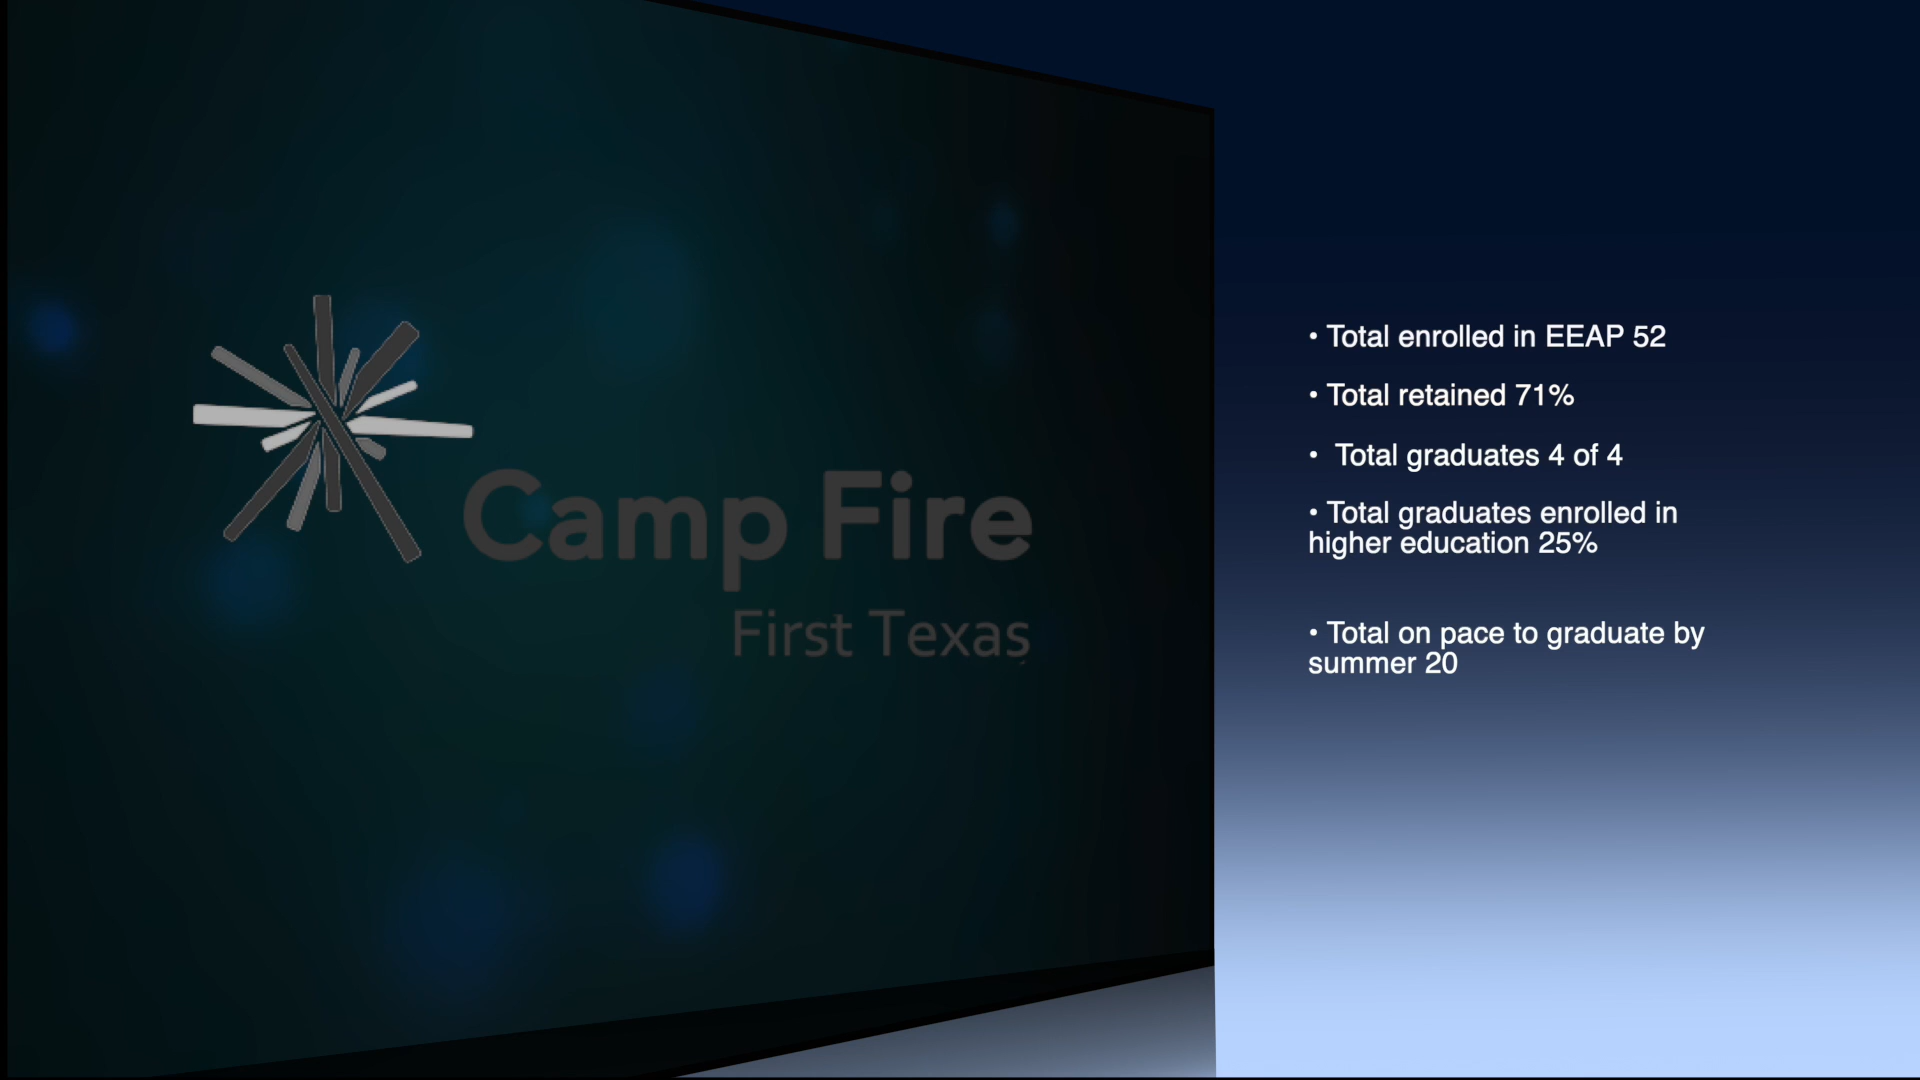 Camp Fire
First Texas
• Total enrolled in EEAP 52
• Total retained 71%
• Total graduates 4 of 4
• Total graduates enrolled in
higher education 25%
• Total on pace to graduate by
summer 20